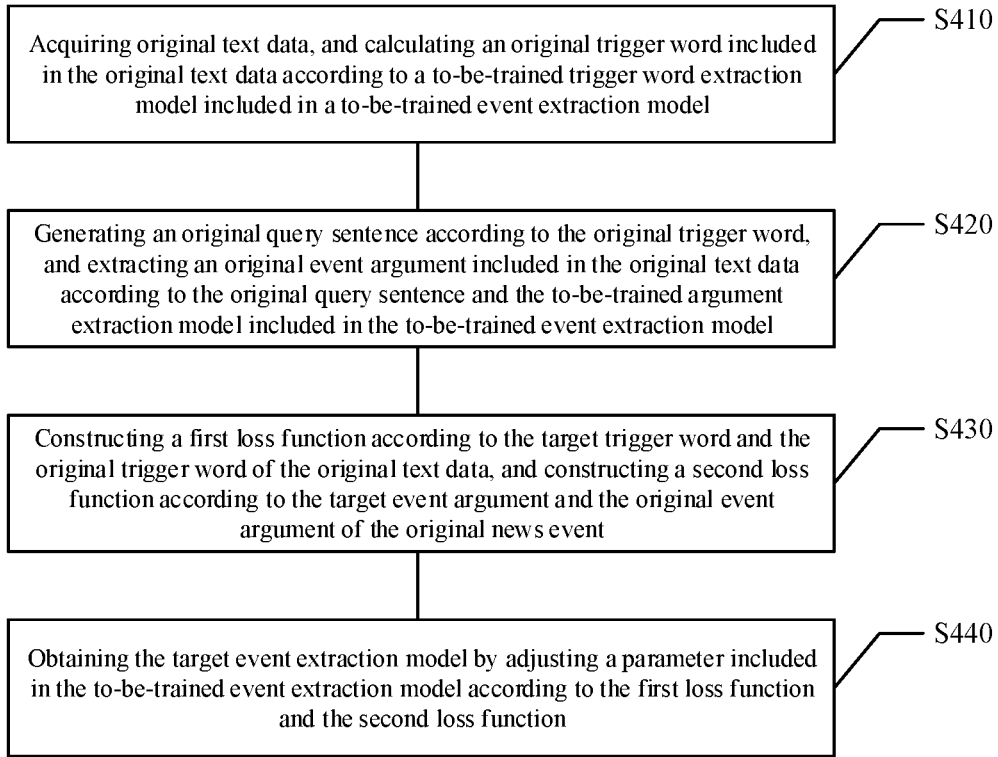 Acquiring original text data, and calculating an original trigger word included
in the original text data according to a to-be-trained trigger word extraction
model included in a to-be-trained event extraction model
S410
Generating an original query sentence according to the original trigger word,
and extracting an original event argument included in the original text data
according to the original query sentence and the to-be-trained argument
extraction model included in the to-be-trained event extraction model
S420
Constructing a first loss function according to the target trigger word and the
original trigger word of the original text data, and constructing a second loss
function according to the target event argument and the original event
argument of the original news event
S430
Obtaining the target event extraction model by adjusting a parameter included
in the to-be-trained event extraction model according to the first loss function
and the second loss function
S440